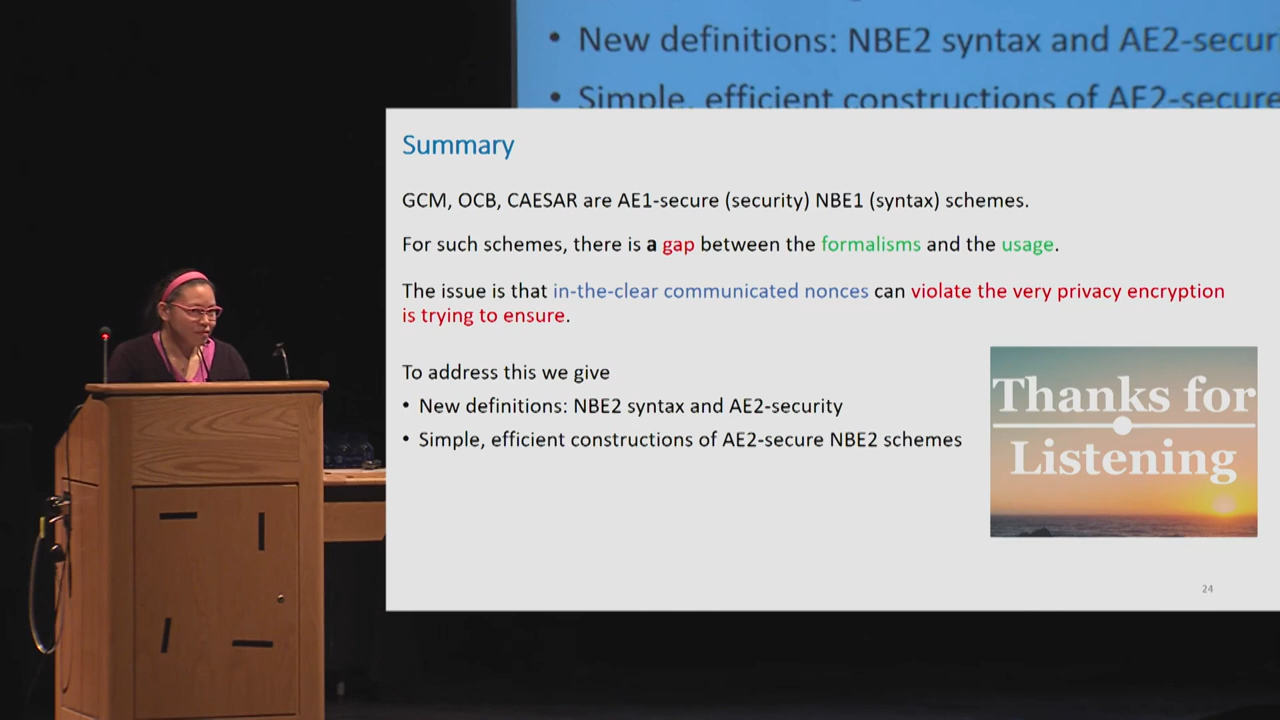 • New definitions: NBE2 syntax and AE2-secur
• Simple, efficient constructions of AE2-secure
Summary
GCM, OCB, CAESAR are AE1-secure (security) NBE1 (syntax) schemes.
For such schemes, there is a gap between the formalisms and the usage.
The issue is that in-the-clear communicated nonces can violate the very privacy encryption
is trying to ensure.
To address this we give
• New definitions: NBE2 syntax and AE2-security
• Simple, efficient constructions of AE2-secure NBE2 schemes
Thanks for
Listening
24